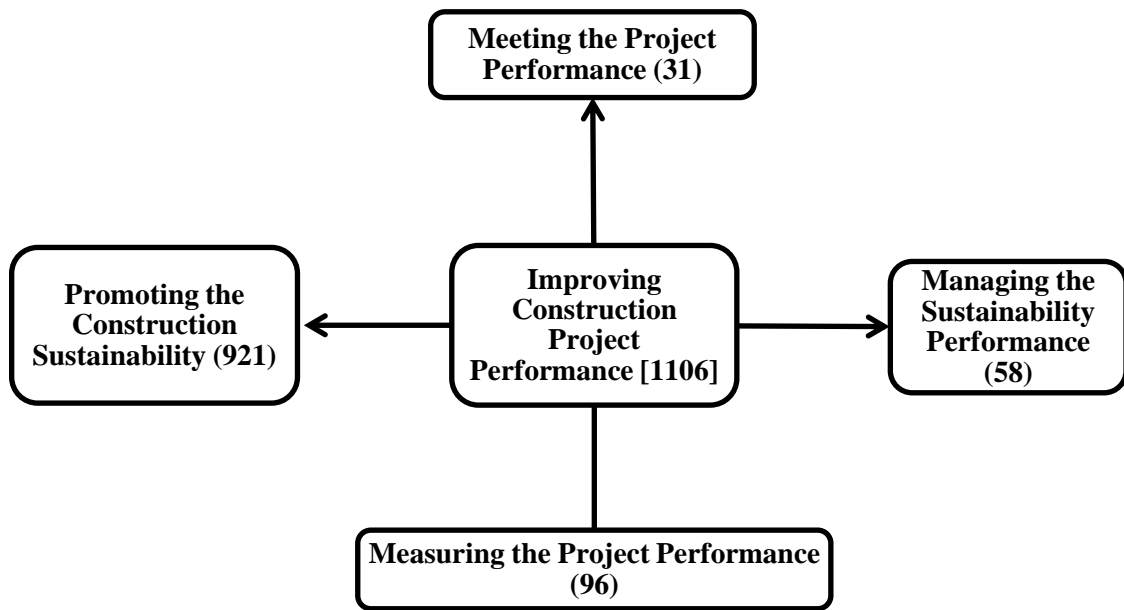 Meeting the Project
Performance (31)
Promoting the
Construction
Sustainability (921)
Improving
Construction
Project
Performance [1106]
Managing the
Sustainability
Performance
(58)
Measuring the Project Performance
(96)